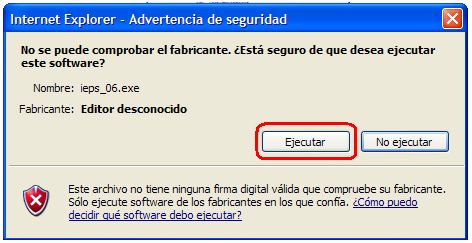 Internet Explorer - Advertencia de seguridad
No se puede comprobar el fabricante. ¿Está seguro de que desea ejecutar
este software?
Nombre: ieps_06.exe
Fabricante: Editor desconocido
Ejecutar
No ejecutar
Este archivo no tiene ninguna firma digital válida que compruebe su fabricante.
Sólo ejecute software de los fabricantes en los que confía. ¿Cómo puedo
decidir qué software debo ejecutar?